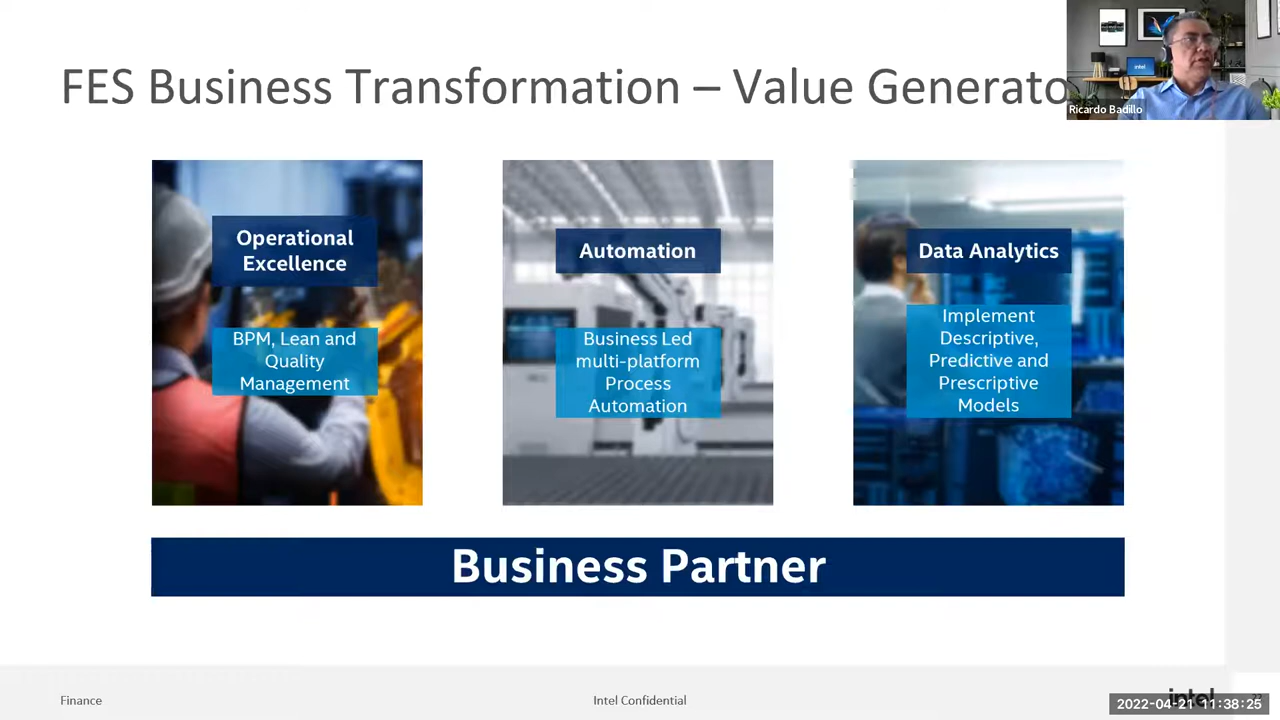 FES Business Transformation – Value Generato
Ricardo Badillo
intel
Operational
Excellence
BPM, Lean and
Quality
Management
Automation
Business Led
multi-platform
Process
Automation
Data Analytics
Implement
Descriptive,
Predictive and
Prescriptive
Models
Business Partner
Finance
Intel Confidential
intel
2022-04-21 11:38:25